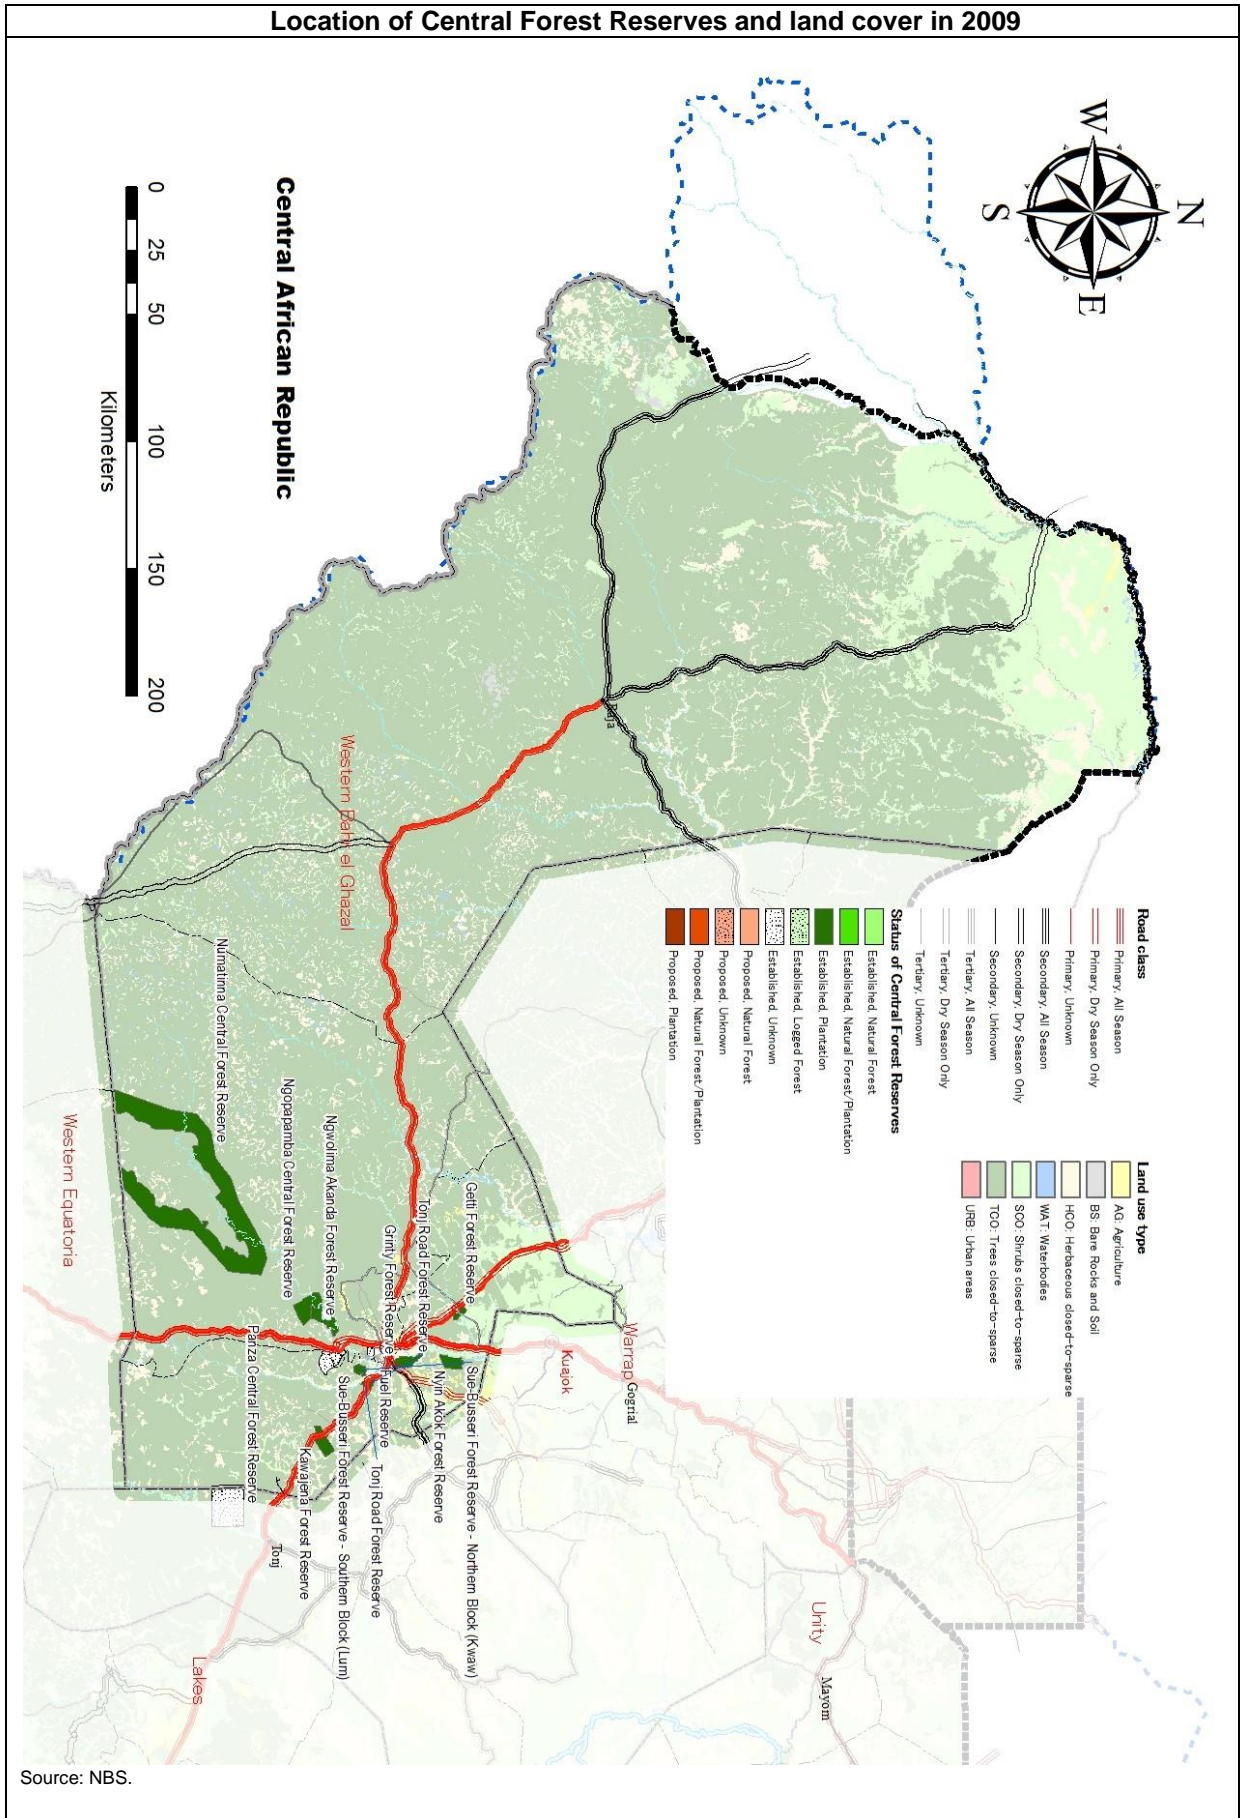 Location of Central Forest Reserves and land cover in 2009
N
W
E
S
Central African Republic
0 25 50 100 150 200
Kilometers
Road class
Primary, All Season
Primary, Dry Season Only
Primary, Unknown
Secondary, All Season
Secondary, Dry Season Only
Secondary, Unknown
Tertiary, All Season
Tertiary, Dry Season Only
Tertiary, Unknown
Status of Central Forest Reserves
Established, Natural Forest
Established, Natural Forest/Plantation
Established, Plantation
Established, Logged Forest
Established, Unknown
Proposed, Natural Forest
Proposed, Unknown
Proposed, Natural Forest/Plantation
Proposed, Plantation
Land use type
AG: Agriculture
BS: Bare Rocks and Soil
HCO: Herbaceous closed-to-sparse
WAT: Waterbodies
SCO: Shrubs closed-to-sparse
TCO: Trees closed-to-sparse
URB: Urban areas
Raja
Western Bahr el Ghazal
Numatinna Central Forest Reserve
Ngopapamba Central Forest Reserve
Ngwolima Akanda Forest Reserve
Grinty Forest Reserve
Tonj Road Forest Reserve
Getti Forest Reserve
Western Equatoria
Warrap
Kuajok
Gogrial
Sue-Busseri Forest Reserve - Northern Block (Kwaw)
Nyin Akok Forest Reserve
Fuel Reserve
Tonj Road Forest Reserve
Sue-Busseri Forest Reserve - Southern Block (Lum)
Kawajena Forest Reserve
Panza Central Forest Reserve
Tonj
Lakes
Unity
Mayom
Source: NBS.